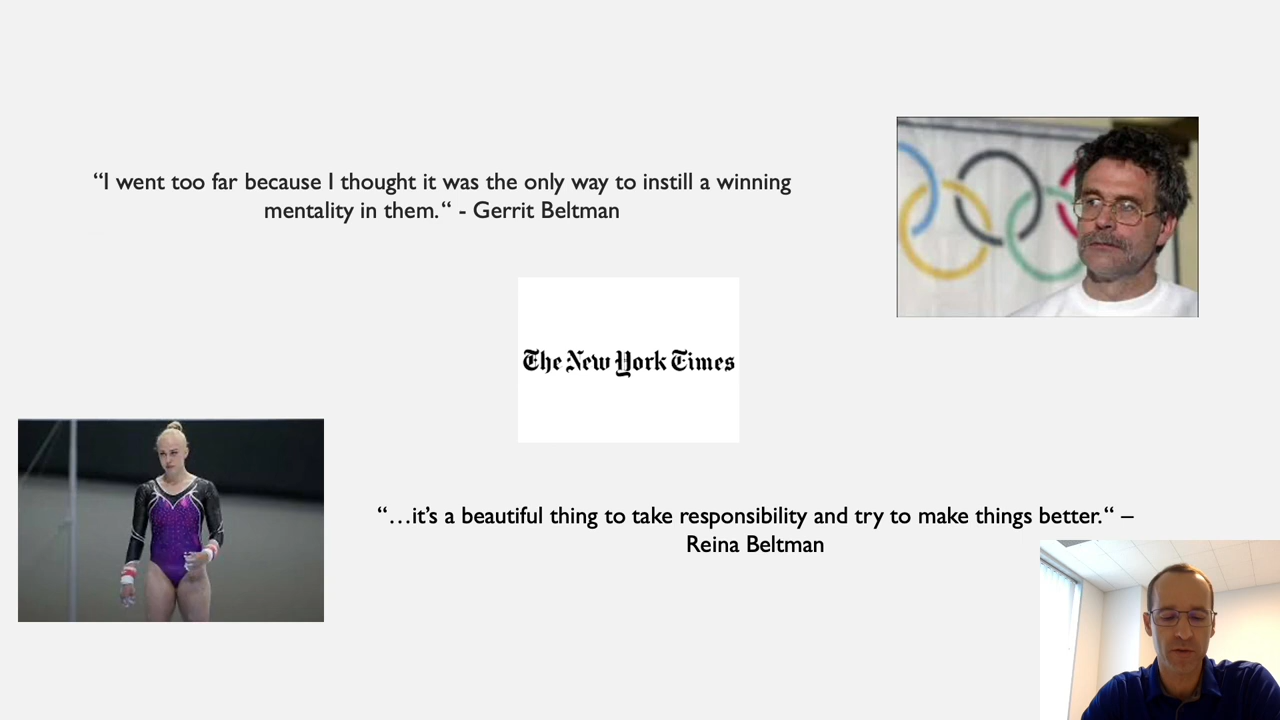 “I went too far because I thought it was the only way to instill a winning
mentality in them.“ - Gerrit Beltman
The New York Times
“…it’s a beautiful thing to take responsibility and try to make things better.“ –
Reina Beltman